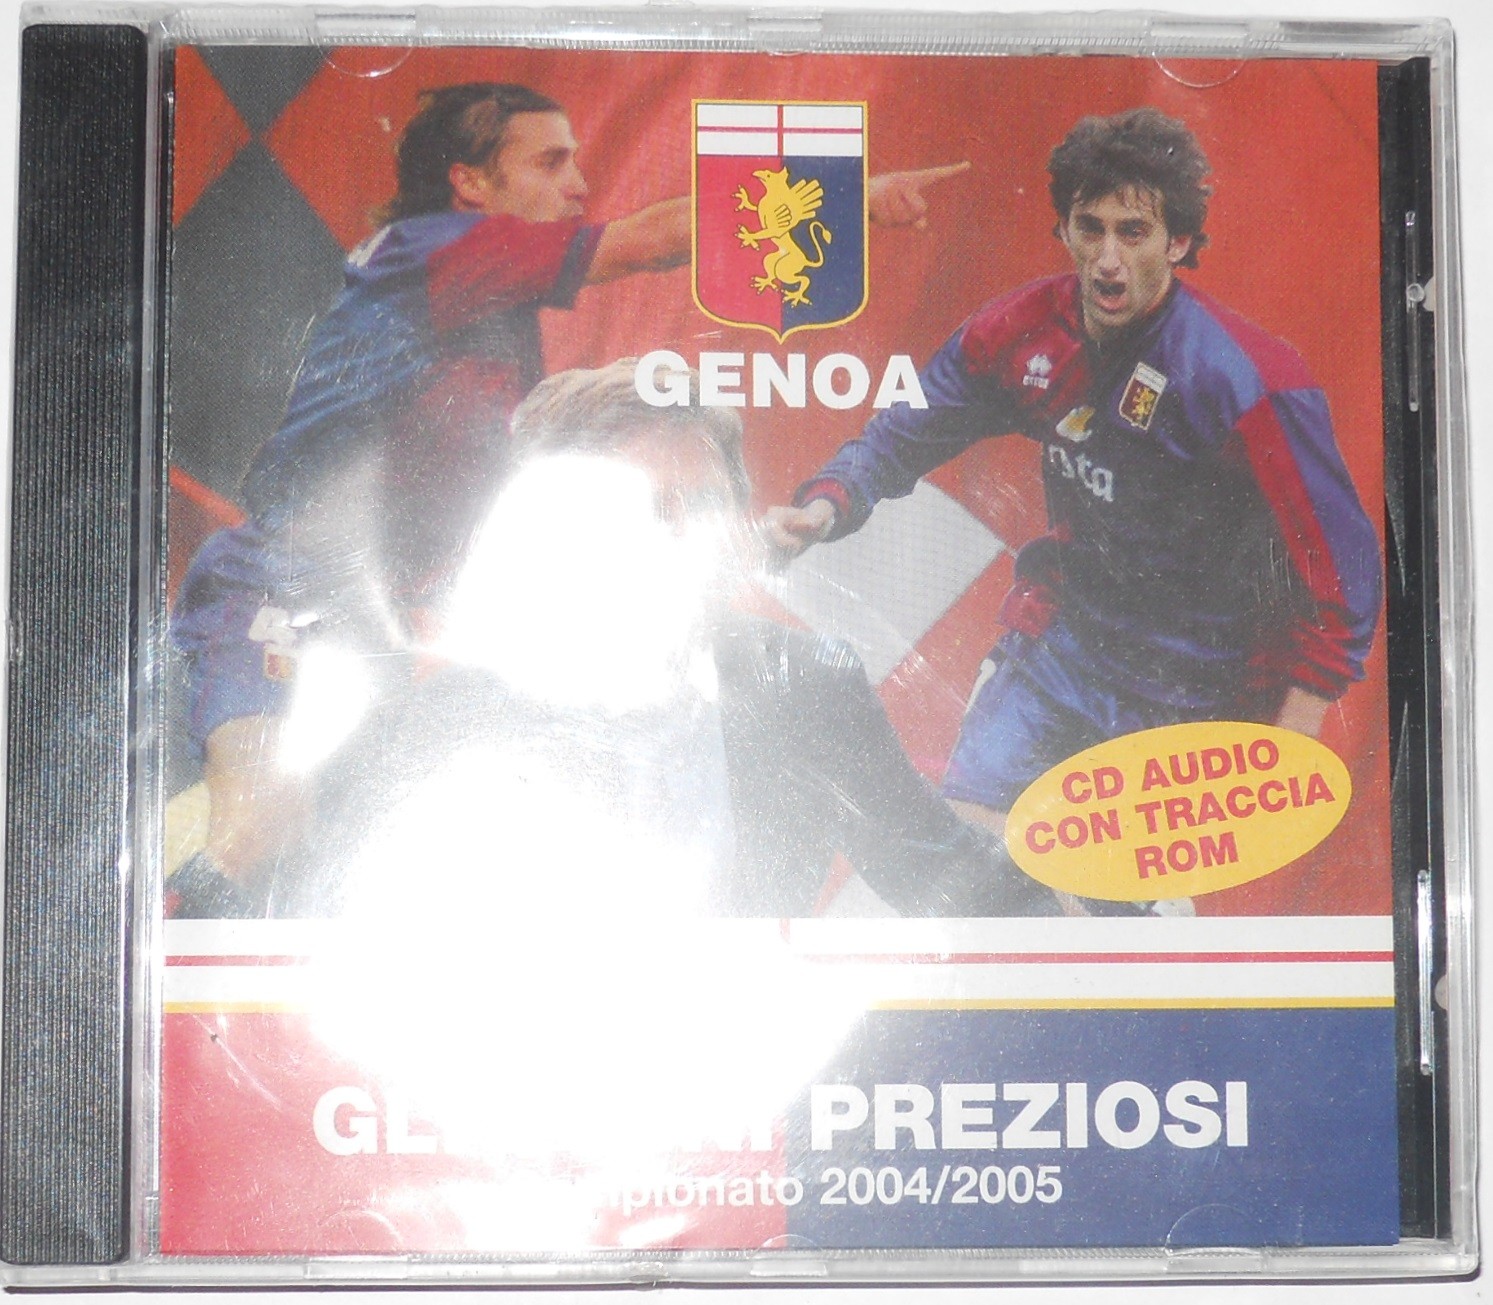 GENOA
CD AUDIO
CON TRACCIA
ROM
PREZIOSI
2004/2005